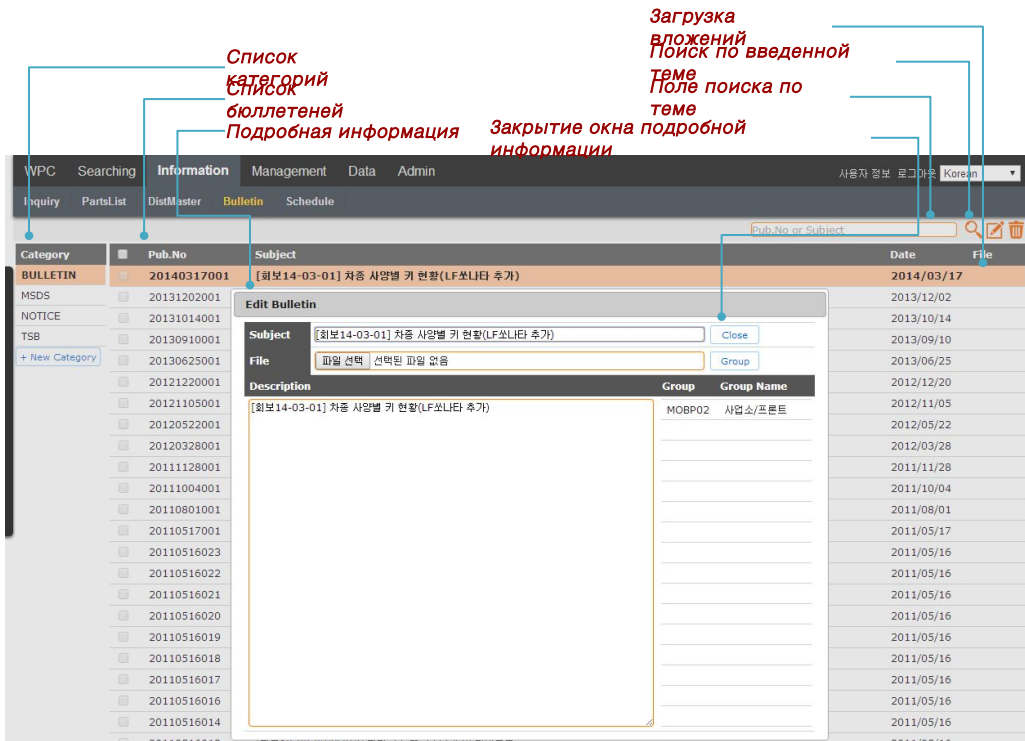 Загрузка
вложений
Поиск по введенной
теме
Поле поиска по
теме
Список
категорий
Список
бюллетеней
Подробная информация
Закрытие окна подробной
информации
WPC Searching Information Management Data Admin
사용자 정보 로그아웃 Korean
Inquiry PartsList DistMaster Bulletin Schedule
Pub.No or Subject
Category Pub.No Subject Date File
BULLETIN 20140317001 [회보14-03-01] 차종 사양별 키 현황(LF쏘나타 추가) 2014/03/17
MSDS 20131202001 2013/12/02
NOTICE 20131014001 2013/10/14
TSB 20130910001 2013/09/10
+ New Category 20130625001 2013/06/25
20121220001 2012/12/20
20121105001 2012/11/05
20120522001 2012/05/22
20120328001 2012/03/28
20111128001 2011/11/28
20111004001 2011/10/04
20110801001 2011/08/01
20110517001 2011/05/17
20110516023 2011/05/16
20110516022 2011/05/16
20110516021 2011/05/16
20110516020 2011/05/16
20110516019 2011/05/16
20110516018 2011/05/16
20110516017 2011/05/16
20110516016 2011/05/16
20110516014 2011/05/16
Edit Bulletin
Subject [회보14-03-01] 차종 사양별 키 현황(LF쏘나타 추가) Close
File 파일 선택 선택된 파일 없음 Group
Description Group Group Name
[회보14-03-01] 차종 사양별 키 현황(LF쏘나타 추가) MOBP02 사업소/프론트